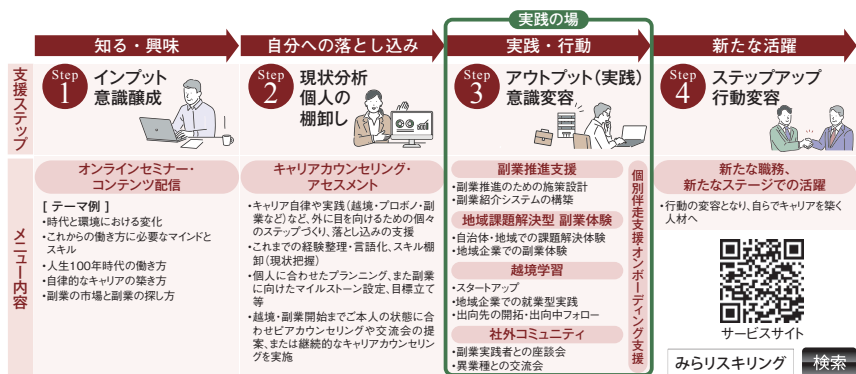 実践の場
知る・興味
自分への落とし込み
実践・行動
新たな活躍
支援ステップ
Step
1
インプット
意識醸成
Step
2
現状分析
個人の
棚卸し
Step
3
アウトプット(実践)
意識変容
Step
4
ステップアップ
行動変容
メニュー内容
オンラインセミナー・
コンテンツ配信
[ テーマ例 ]
・時代と環境における変化
・これからの働き方に必要なマインドと
スキル
・人生100年時代の働き方
・自律的なキャリアの築き方
・副業の市場と副業の探し方
キャリアカウンセリング・
アセスメント
・キャリア自律や実践(越境・プロボノ・副
業など)など、外に目を向けるための個々
のステップづくり、落とし込みの支援
・これまでの経験整理・言語化、スキル棚
卸(現状把握)
・個人に合わせたプランニング、また副業
に向けたマイルストーン設定、目標立て
等
・越境・副業開始までご本人の状態に合
わせピアカウンセリングや交流会の提
案、または継続的なキャリアカウンセリン
グを実施
副業推進支援
・副業推進のための施策設計
・副業紹介システムの構築
地域課題解決型 副業体験
・自治体・地域での課題解決体験
・地域企業での副業体験
越境学習
・スタートアップ
・地域企業での就業型実践
・出向先の開拓・出向中フォロー
社外コミュニティ
・副業実践者との座談会
・異業種との交流会
個別伴走支援・オンボーディング支援
新たな職務、
新たなステージでの活躍
・行動の変容となり、自らでキャリアを築く
人材へ
サービスサイト
みらリスキリング
検索